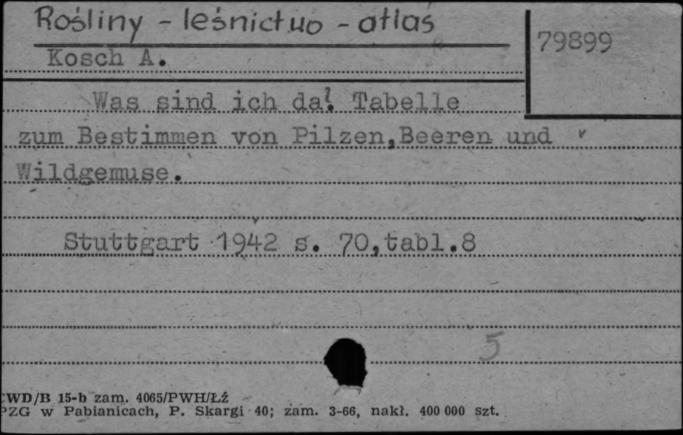 Rośliny - leśnictwo - atlas
79899
Kosch A.
Was sind ich da? Tabelle
zum Bestimmen von Pilzen,Beeren und
Wildgemuse.
Stuttgart 1942 s. 70,tabl.8
5
CWD/B 15-b zam. 4065/PWH/ŁŹ
PZG w Pabianicach, P. Skargi 40; zam. 3-66, nakł. 400 000 szt.